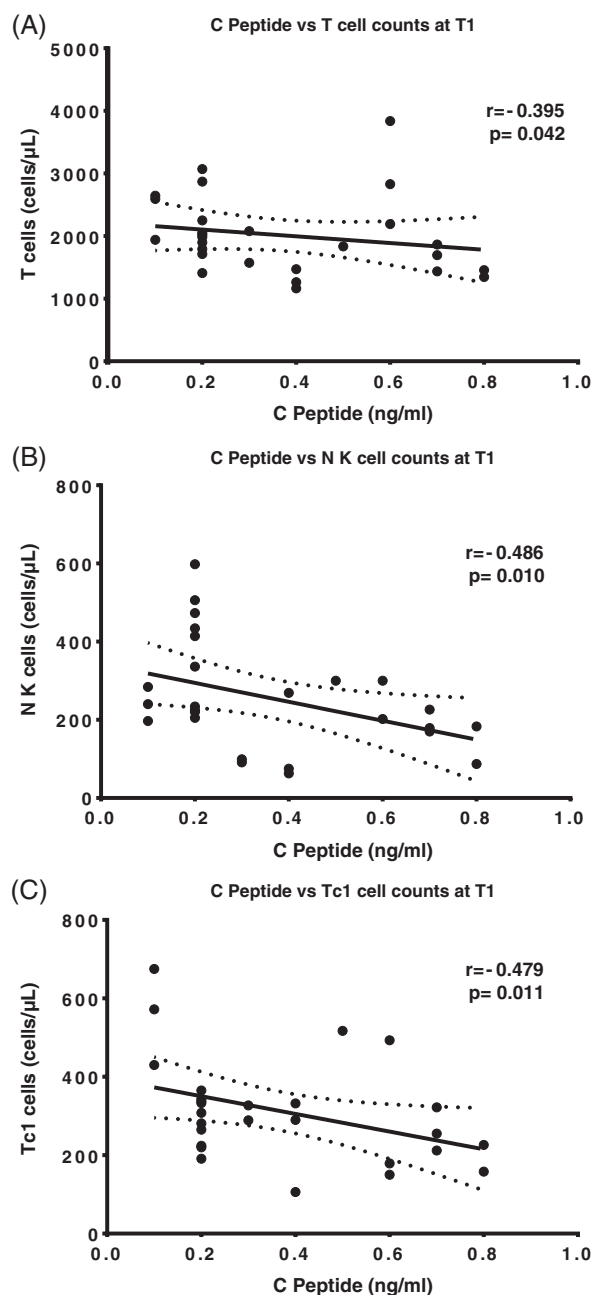 (A)
C Peptide vs T cell counts at T1
r=- 0.395
p= 0.042
T cells (cells/µL)
5000
4000
3000
2000
1000
0
0.0 0.2 0.4 0.6 0.8 1.0
C Peptide (ng/ml)
(B)
C Peptide vs N K cell counts at T1
r=- 0.486
p= 0.010
N K cells (cells/µL)
800
600
400
200
0
0.0 0.2 0.4 0.6 0.8 1.0
C Peptide (ng/ml)
(C)
C Peptide vs Tc1 cell counts at T1
r=- 0.479
p= 0.011
Tc1 cells (cells/µL)
800
600
400
200
0
0.0 0.2 0.4 0.6 0.8 1.0
C Peptide (ng/ml)